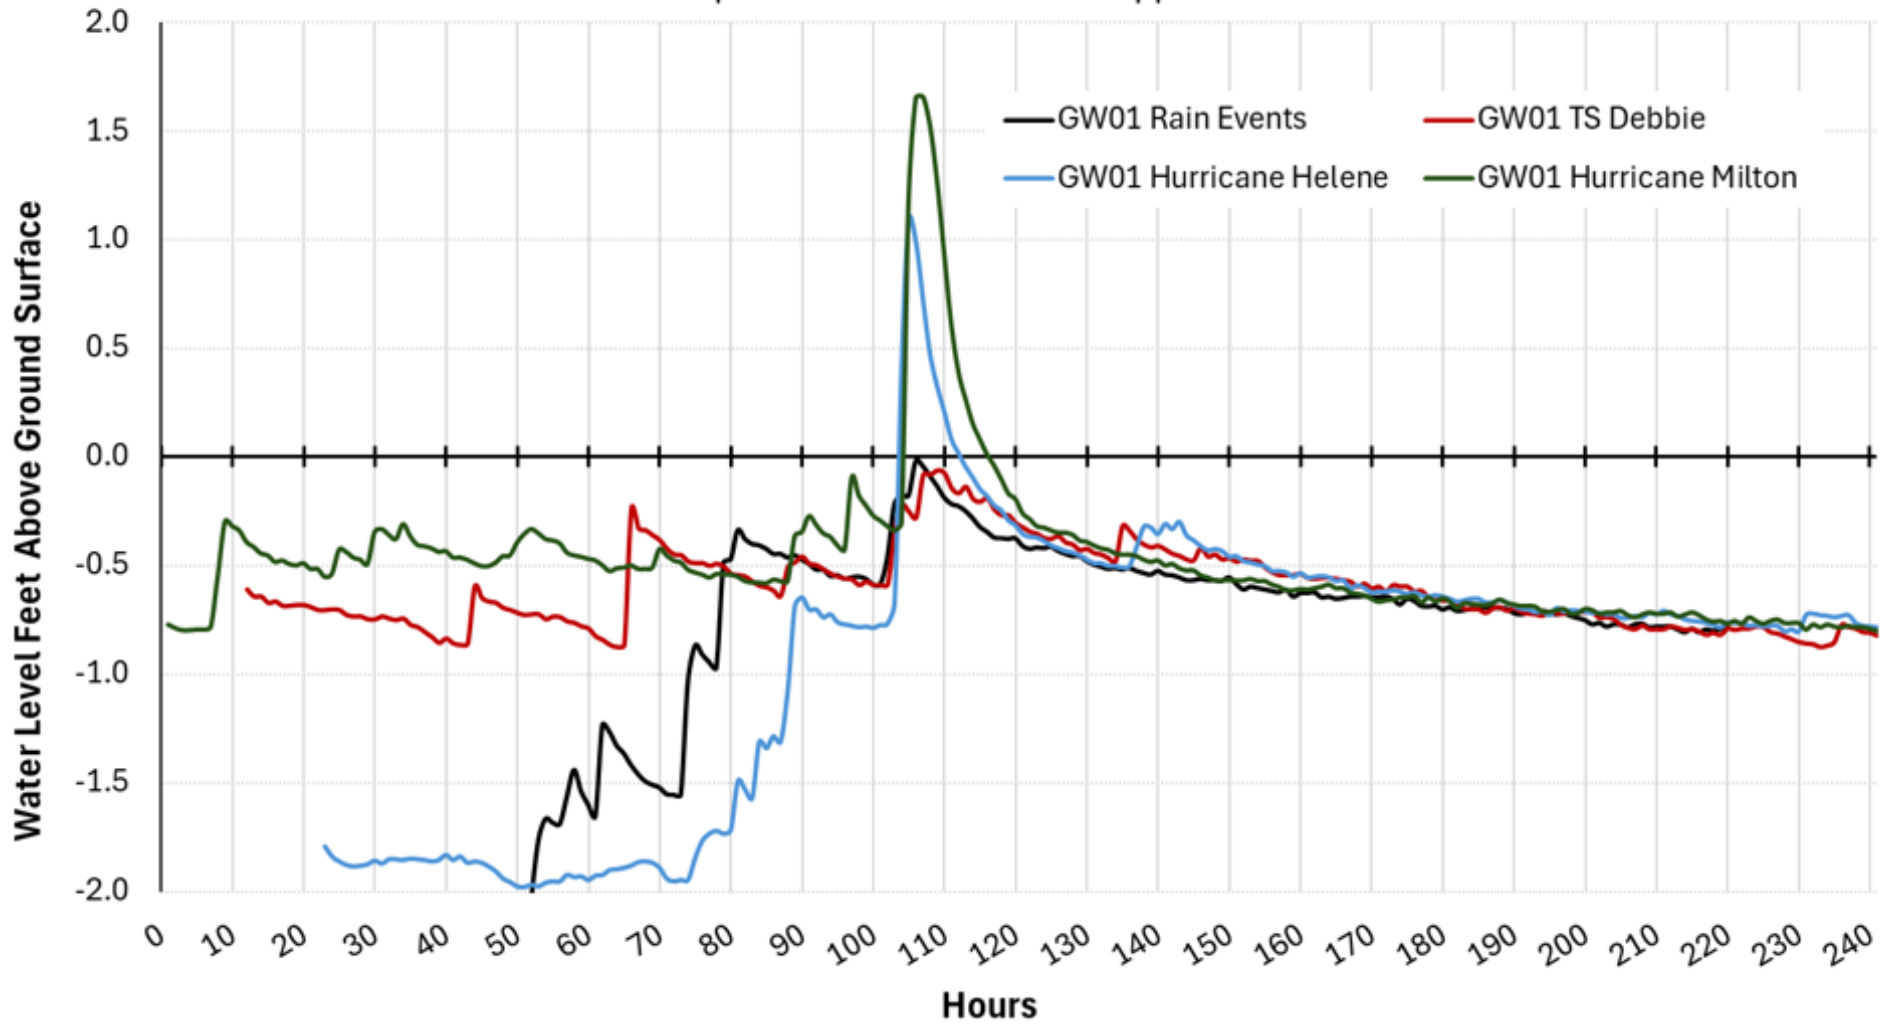 2.0
1.5
1.0
0.5
0.0
-0.5
-1.0
-1.5
-2.0
Water Level Feet Above Ground Surface
GW01 Rain Events
GW01 TS Debbie
GW01 Hurricane Helene
GW01 Hurricane Milton
0 10 20 30 40 50 60 70 80 90 100 110 120 130 140 150 160 170 180 190 200 210 220 230 240
Hours